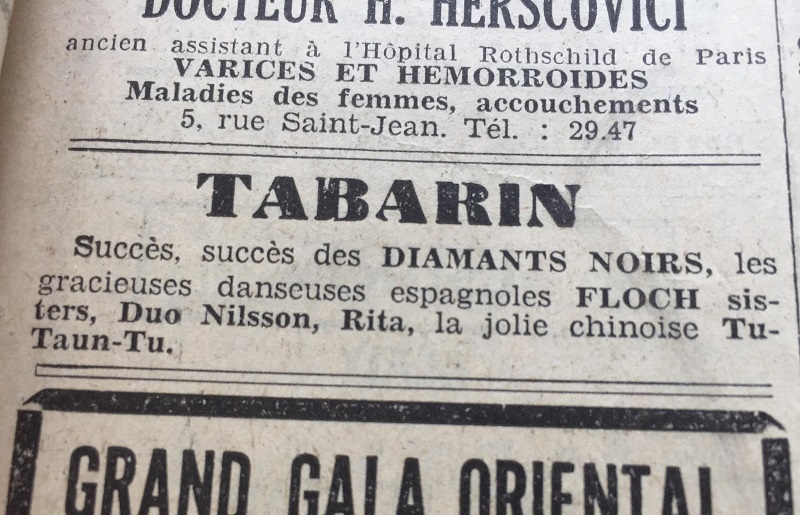 DOCTEUR H. HERSCOVICI
ancien assistant à l'Hôpital Rothschild de Paris
VARICES ET HEMORROIDES
Maladies des femmes, accouchements
5, rue Saint-Jean. Tél. : 29.47
TABARIN
Succès, succès des DIAMANTS NOIRS, les
gracieuses danseuses espagnoles FLOCH sis-
ters, Duo Nilsson, Rita, la jolie chinoise Tu-
Taun-Tu.
GRAND GALA ORIENTAL